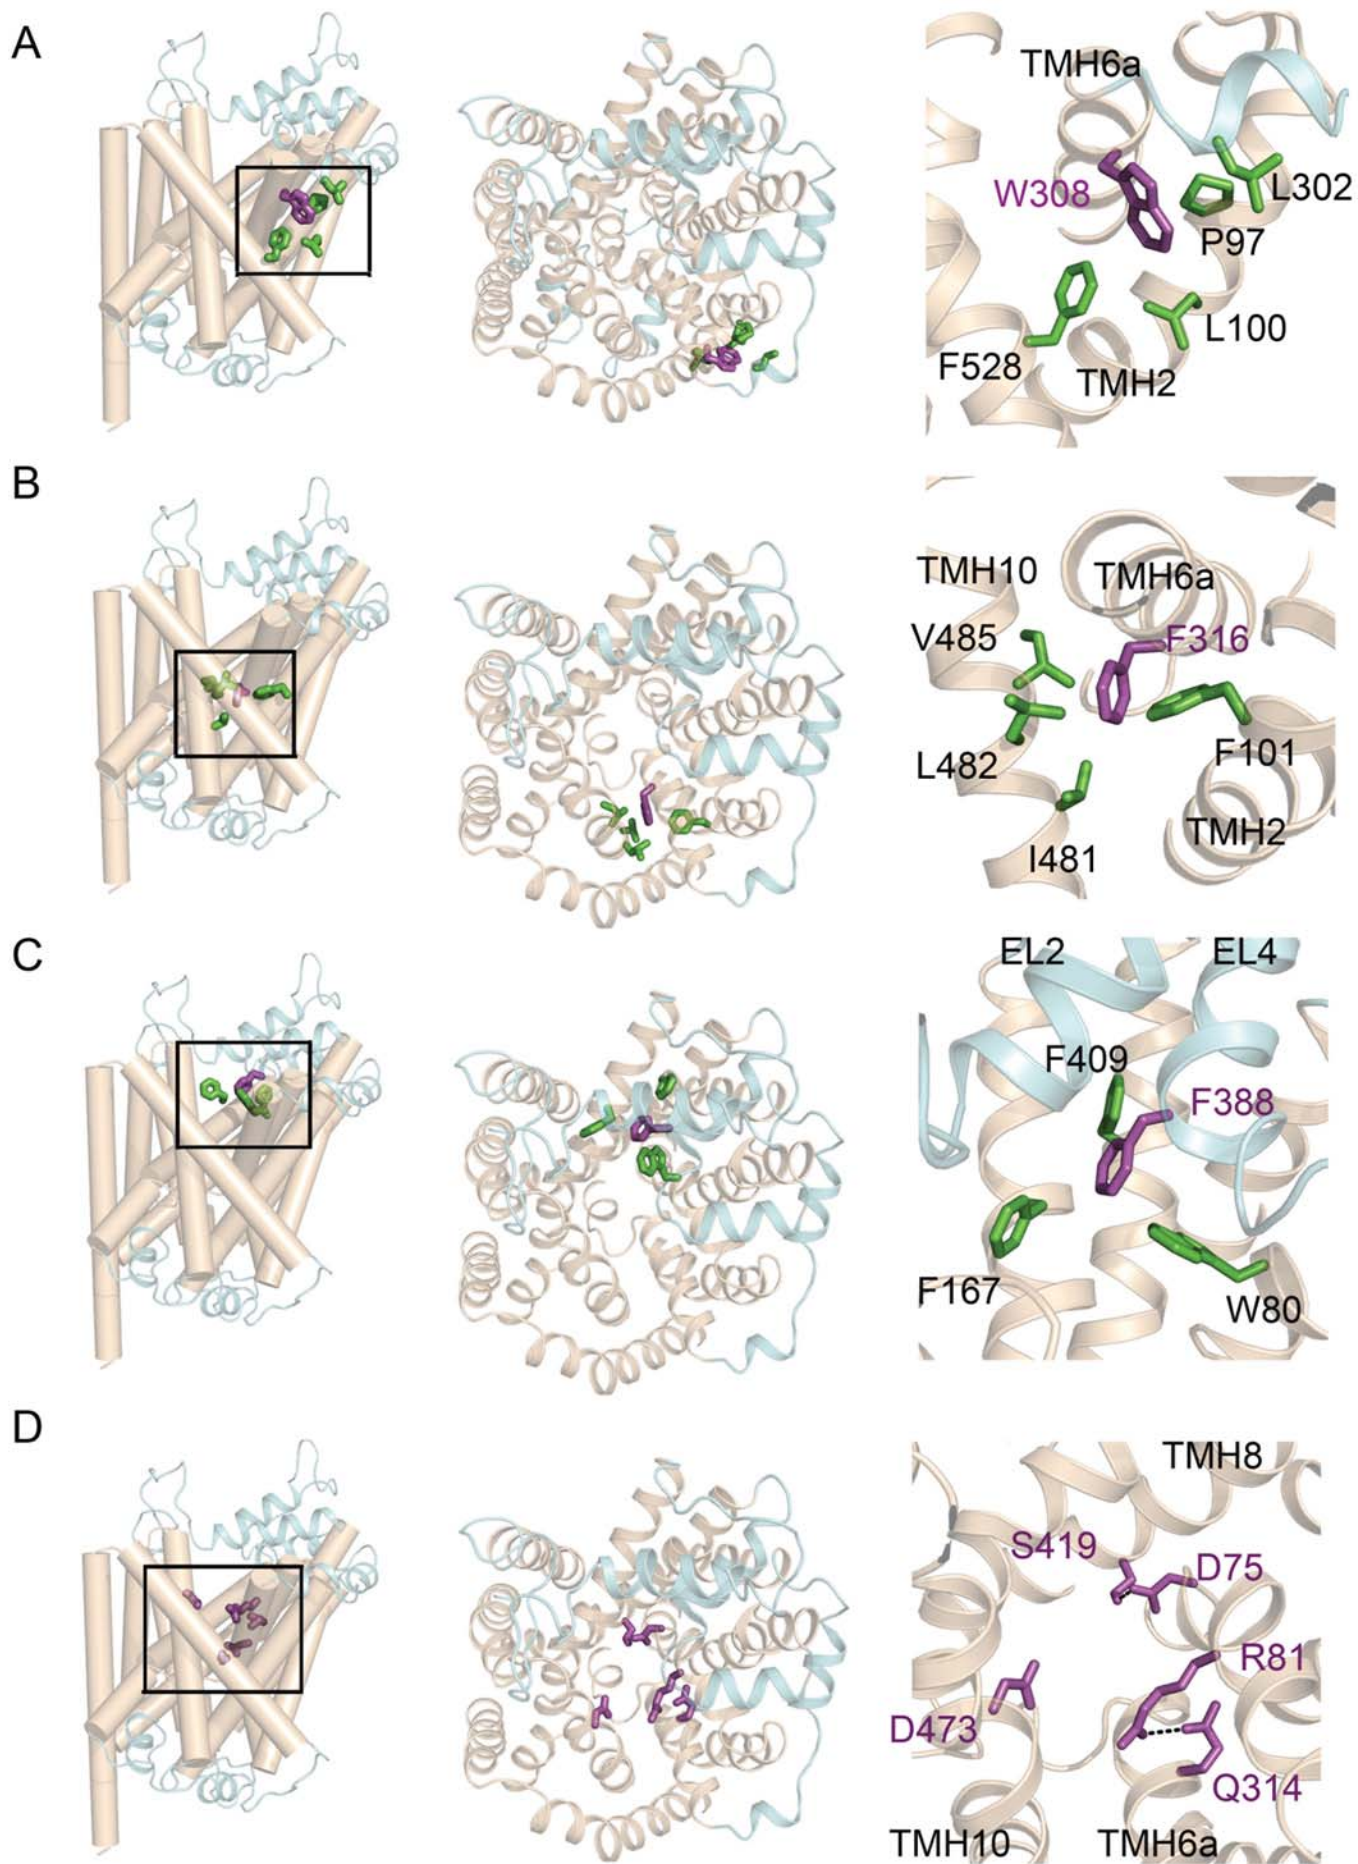 A
TMH6a
W308
L302
P97
L100
F528
TMH2
B
TMH10
TMH6a
V485
F316
L482
F101
TMH2
I481
C
EL2
EL4
F409
F388
F167
W80
D
TMH8
S419
D75
R81
D473
Q314
TMH10
TMH6a